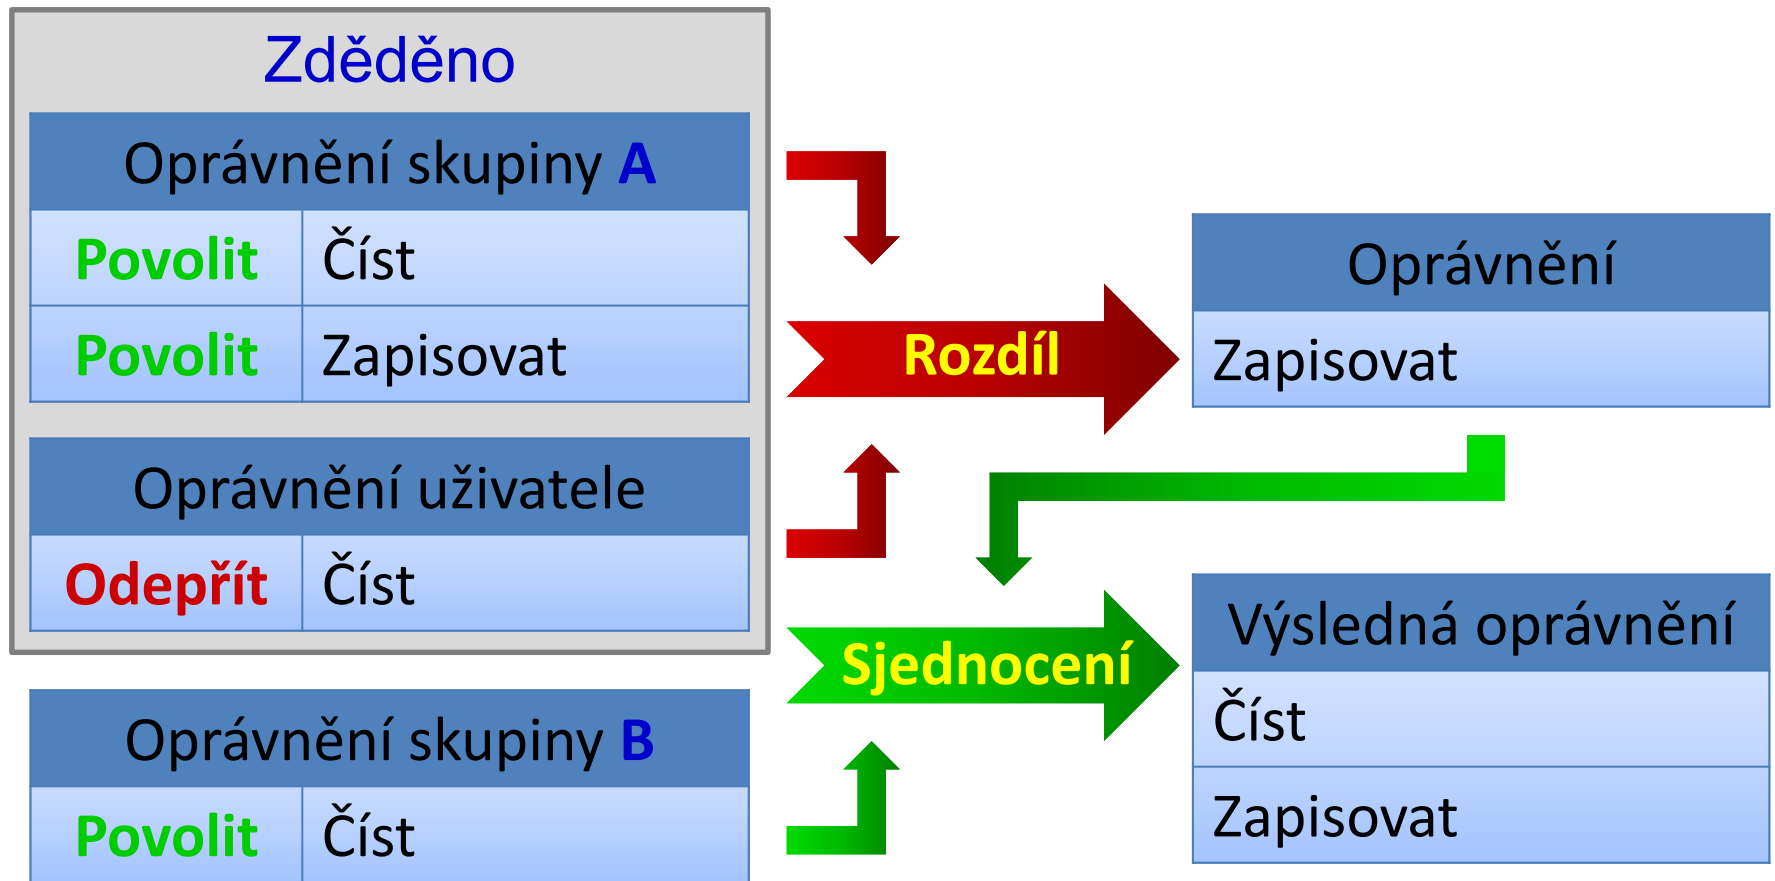 Zděděno
Oprávnění skupiny A
Povolit Číst
Povolit Zapisovat
Oprávnění uživatele
Odepřít Číst
Oprávnění skupiny B
Povolit Číst
Rozdíl
Sjednocení
Oprávnění
Zapisovat
Výsledná oprávnění
Číst
Zapisovat